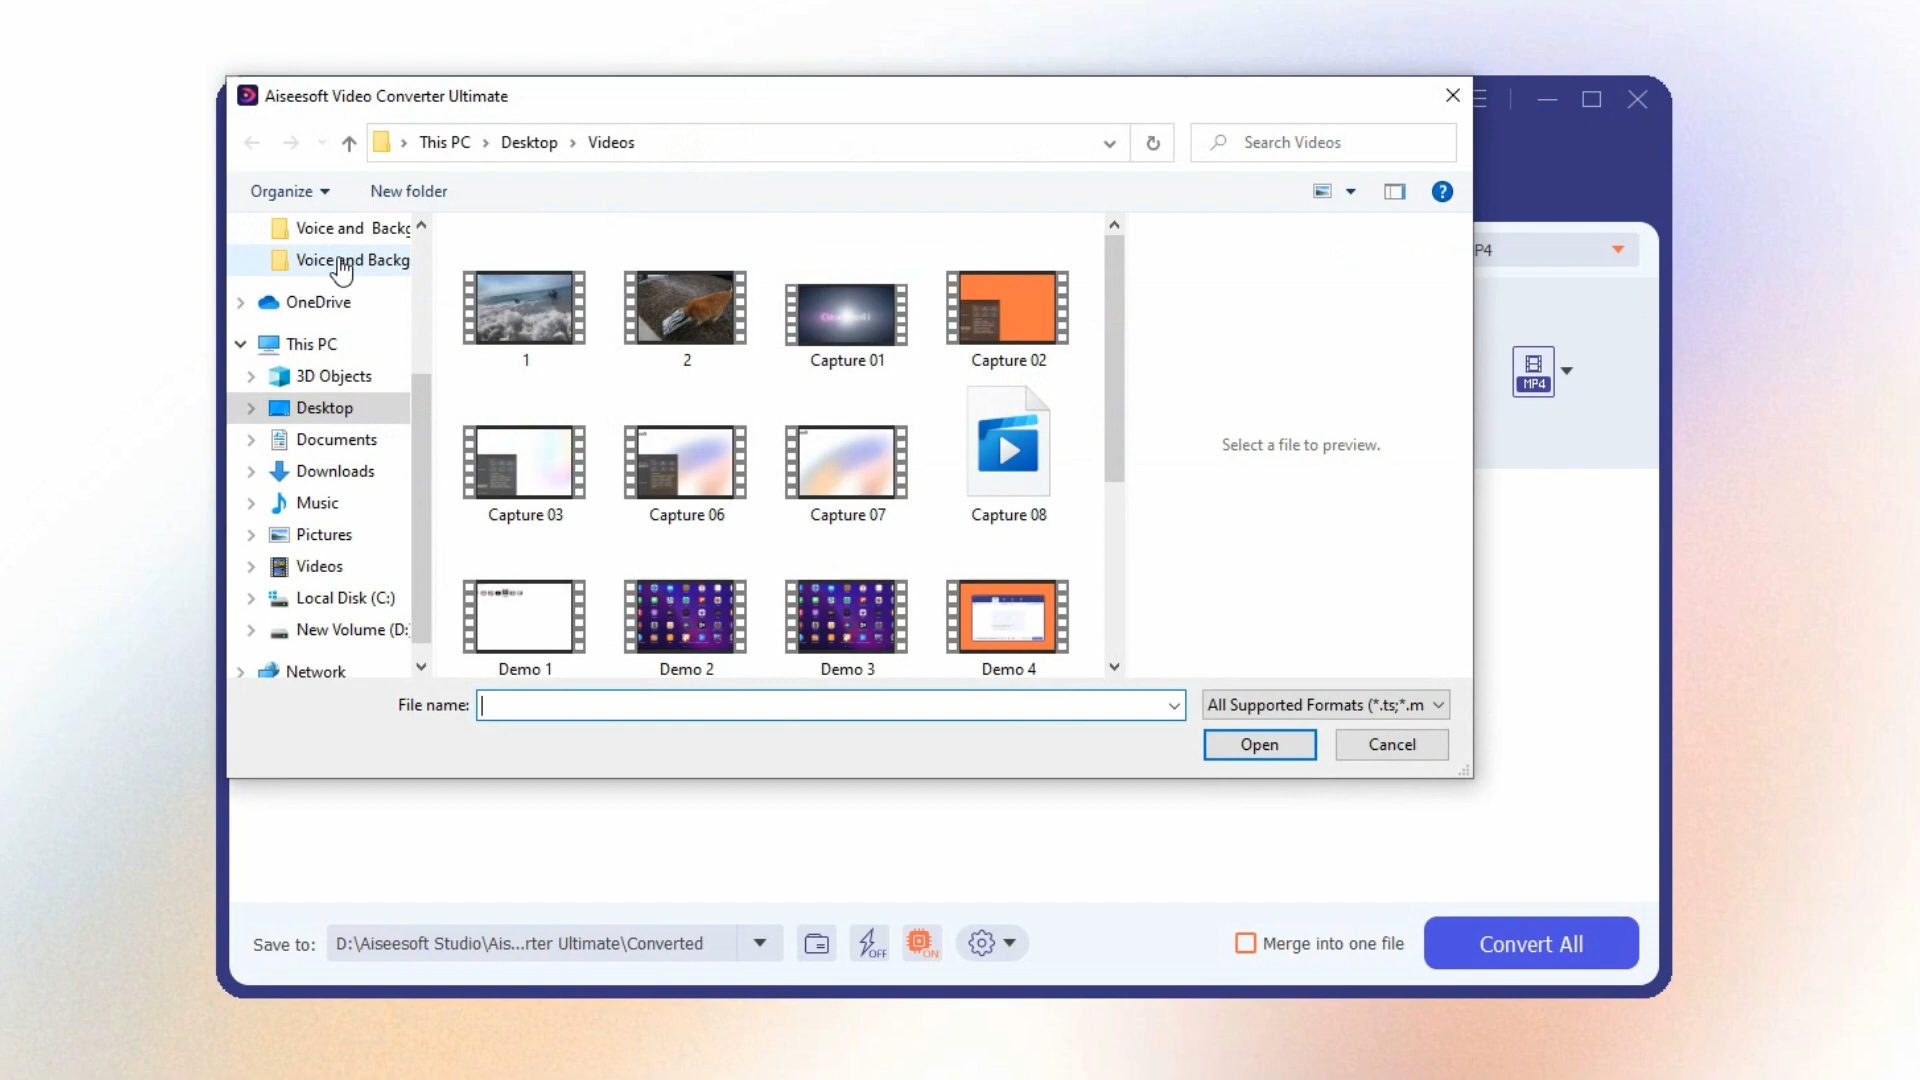 Aiseesoft Video Converter Ultimate
This PC
Desktop
Videos
Search Videos
Organize
New folder
?
Voice and Backg
Voice and Backg
OneDrive
This PC
3D Objects
Desktop
Documents
Downloads
Music
Pictures
Videos
Local Disk (C:)
New Volume (D:
Network
1
2
Capture 01
Capture 02
Capture 03
Capture 06
Capture 07
Capture 08
Demo 1
Demo 2
Demo 3
Demo 4
Select a file to preview.
P4
MP4
File name:
All Supported Formats (*.ts;*.m
Open
Cancel
Save to:
D:\Aiseesoft Studio\Ais...rter Ultimate\Converted
OFF
ON
Merge into one file
Convert All